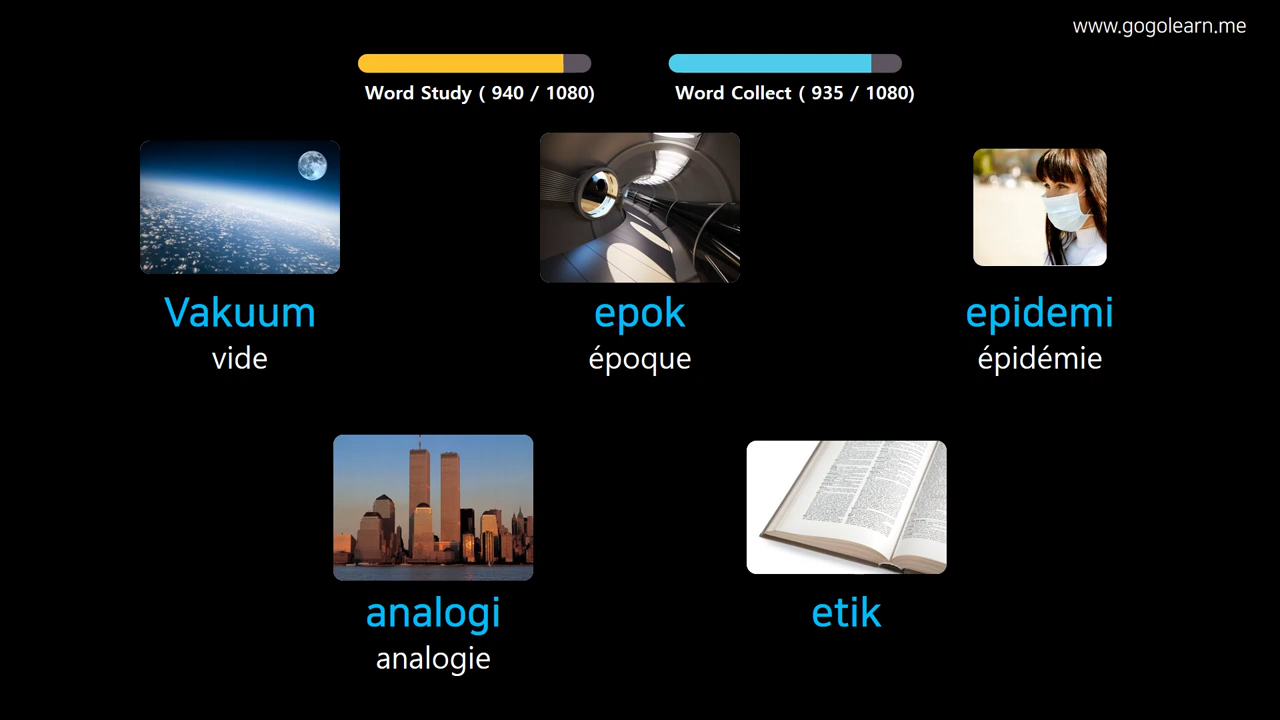 www.gogolearn.me
Word Study ( 940 / 1080)
Word Collect ( 935 / 1080)
Vakuum
vide
epok
époque
epidemi
épidémie
analogi
analogie
etik